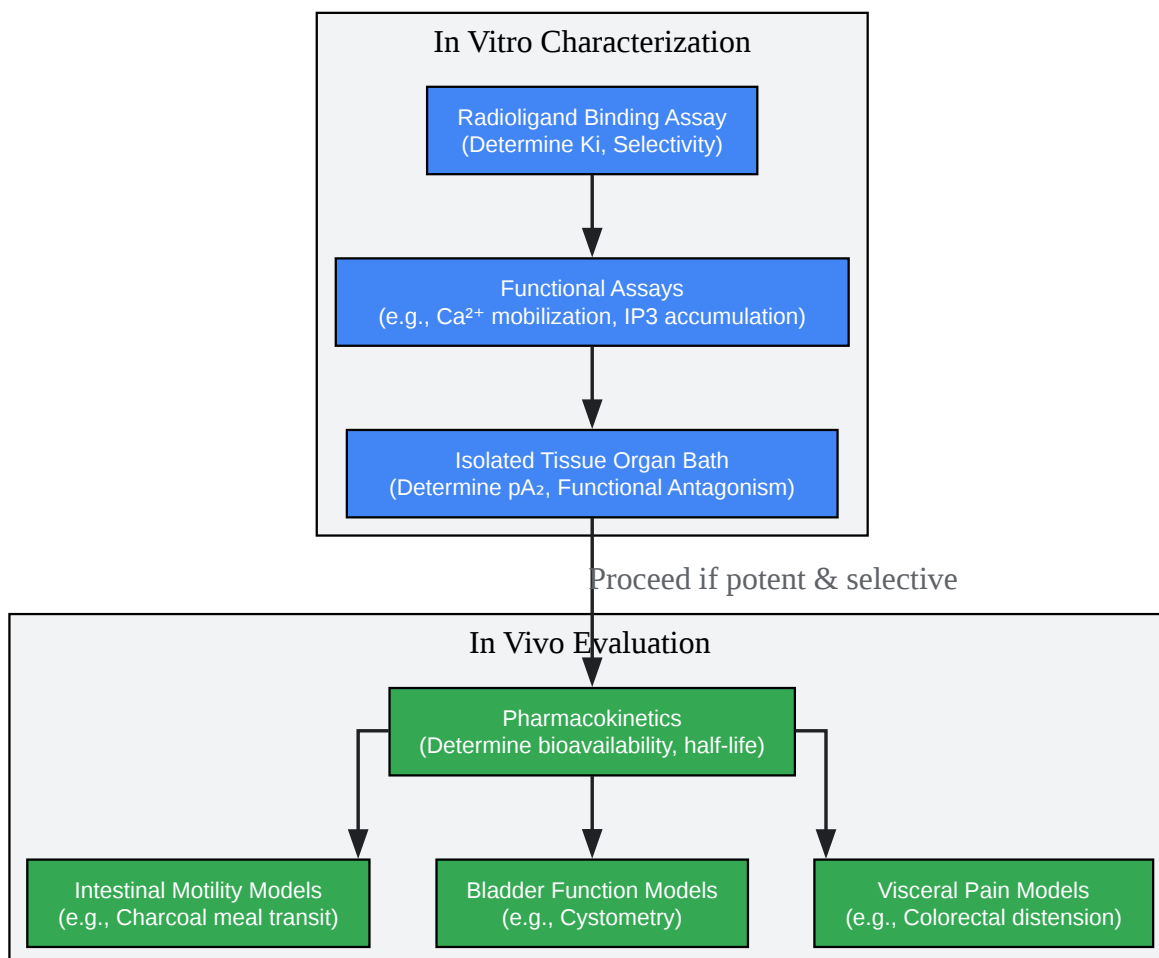 In Vitro Characterization
Radioligand Binding Assay
(Determine Ki, Selectivity)
Functional Assays
(e.g., Ca²⁺ mobilization, IP3 accumulation)
Isolated Tissue Organ Bath
(Determine pA₂, Functional Antagonism)
Proceed if potent & selective
In Vivo Evaluation
Pharmacokinetics
(Determine bioavailability, half-life)
Intestinal Motility Models
(e.g., Charcoal meal transit)
Bladder Function Models
(e.g., Cystometry)
Visceral Pain Models
(e.g., Colorectal distension)